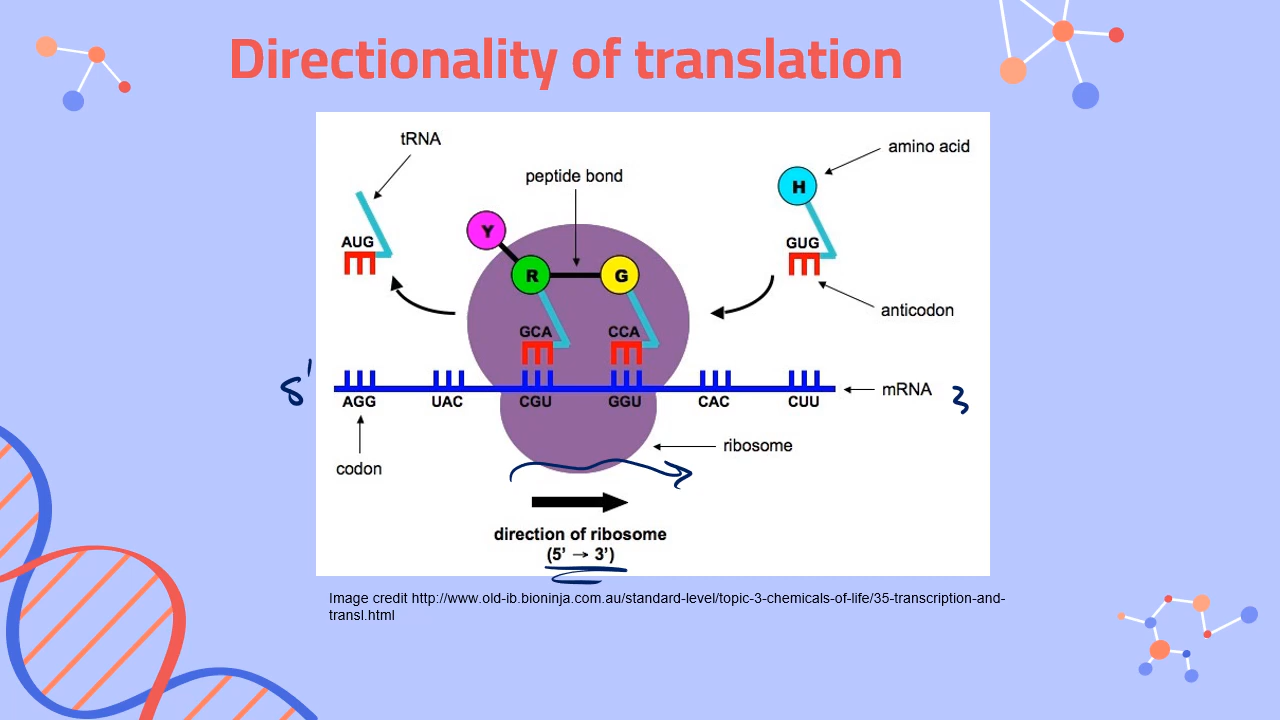 Directionality of translation
tRNA
amino acid
peptide bond
H
Y
AUG
GUG
R
G
anticodon
GCA
CCA
5'
mRNA
3
AGG
UAC
CGU
GGU
CAC
CUU
ribosome
codon
direction of ribosome
(5' → 3')
Image credit http://www.old-ib.bioninja.com.au/standard-level/topic-3-chemicals-of-life/35-transcription-and-
transl.html